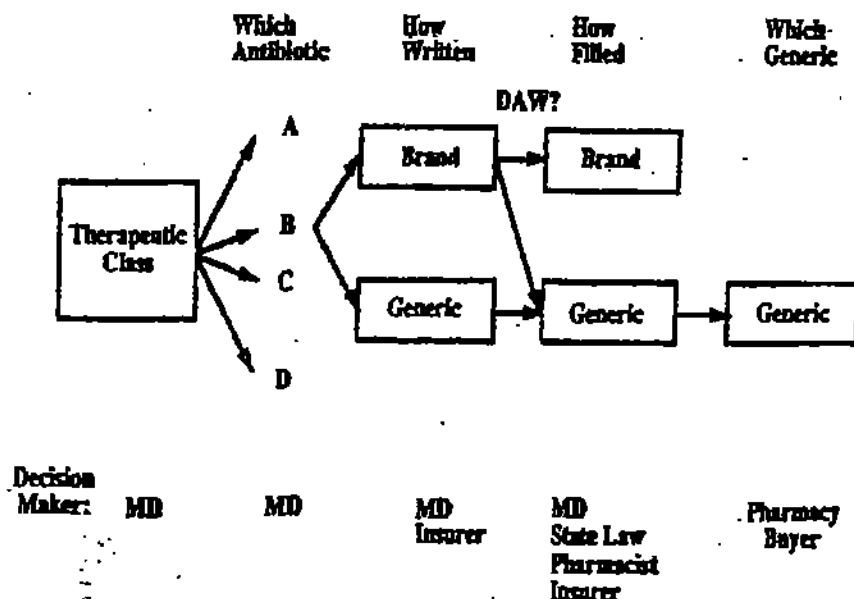 Which
Antibiotic
How
Written
How
Filled
Which
Generic
DAW?
A
Brand
Brand
Therapeutic
Class
B
C
Generic
Generic
Generic
D
Decision
Maker:
MD
MD
MD
Insurer
MD
State Law
Pharmacist
Insurer
Pharmacy
Buyer